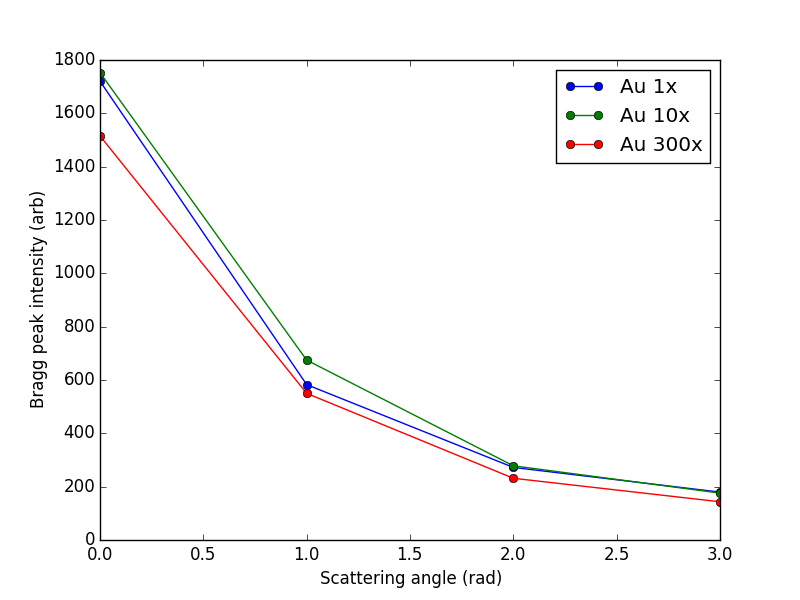 Au 1x
Au 10x
Au 300x
Bragg peak intensity (arb)
1800
1600
1400
1200
1000
800
600
400
200
0
0.0 0.5 1.0 1.5 2.0 2.5 3.0
Scattering angle (rad)